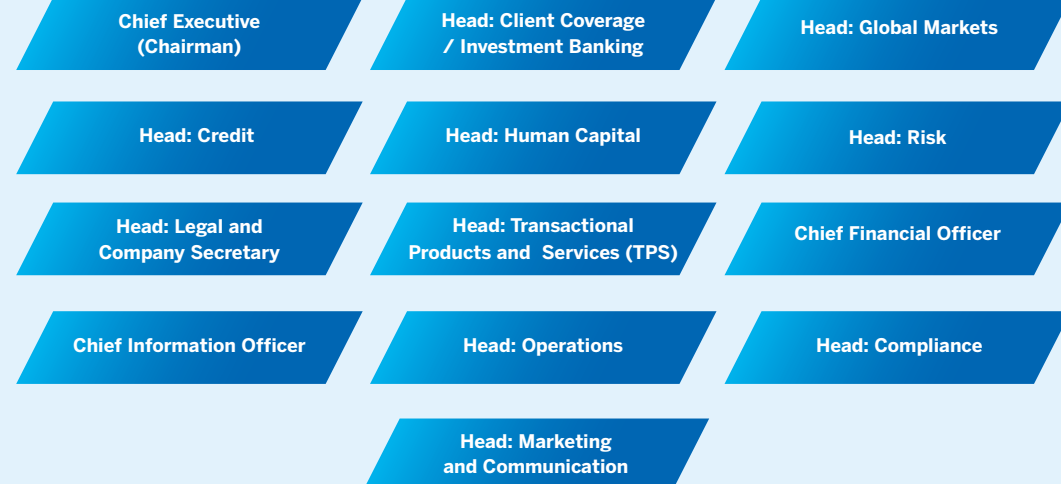 Chief Executive
(Chairman)
Head: Client Coverage
/ Investment Banking
Head: Global Markets
Head: Credit
Head: Human Capital
Head: Risk
Head: Legal and
Company Secretary
Head: Transactional
Products and  Services (TPS)
Chief Financial Officer
Chief Information Officer
Head: Operations
Head: Compliance
Head: Marketing
and Communication